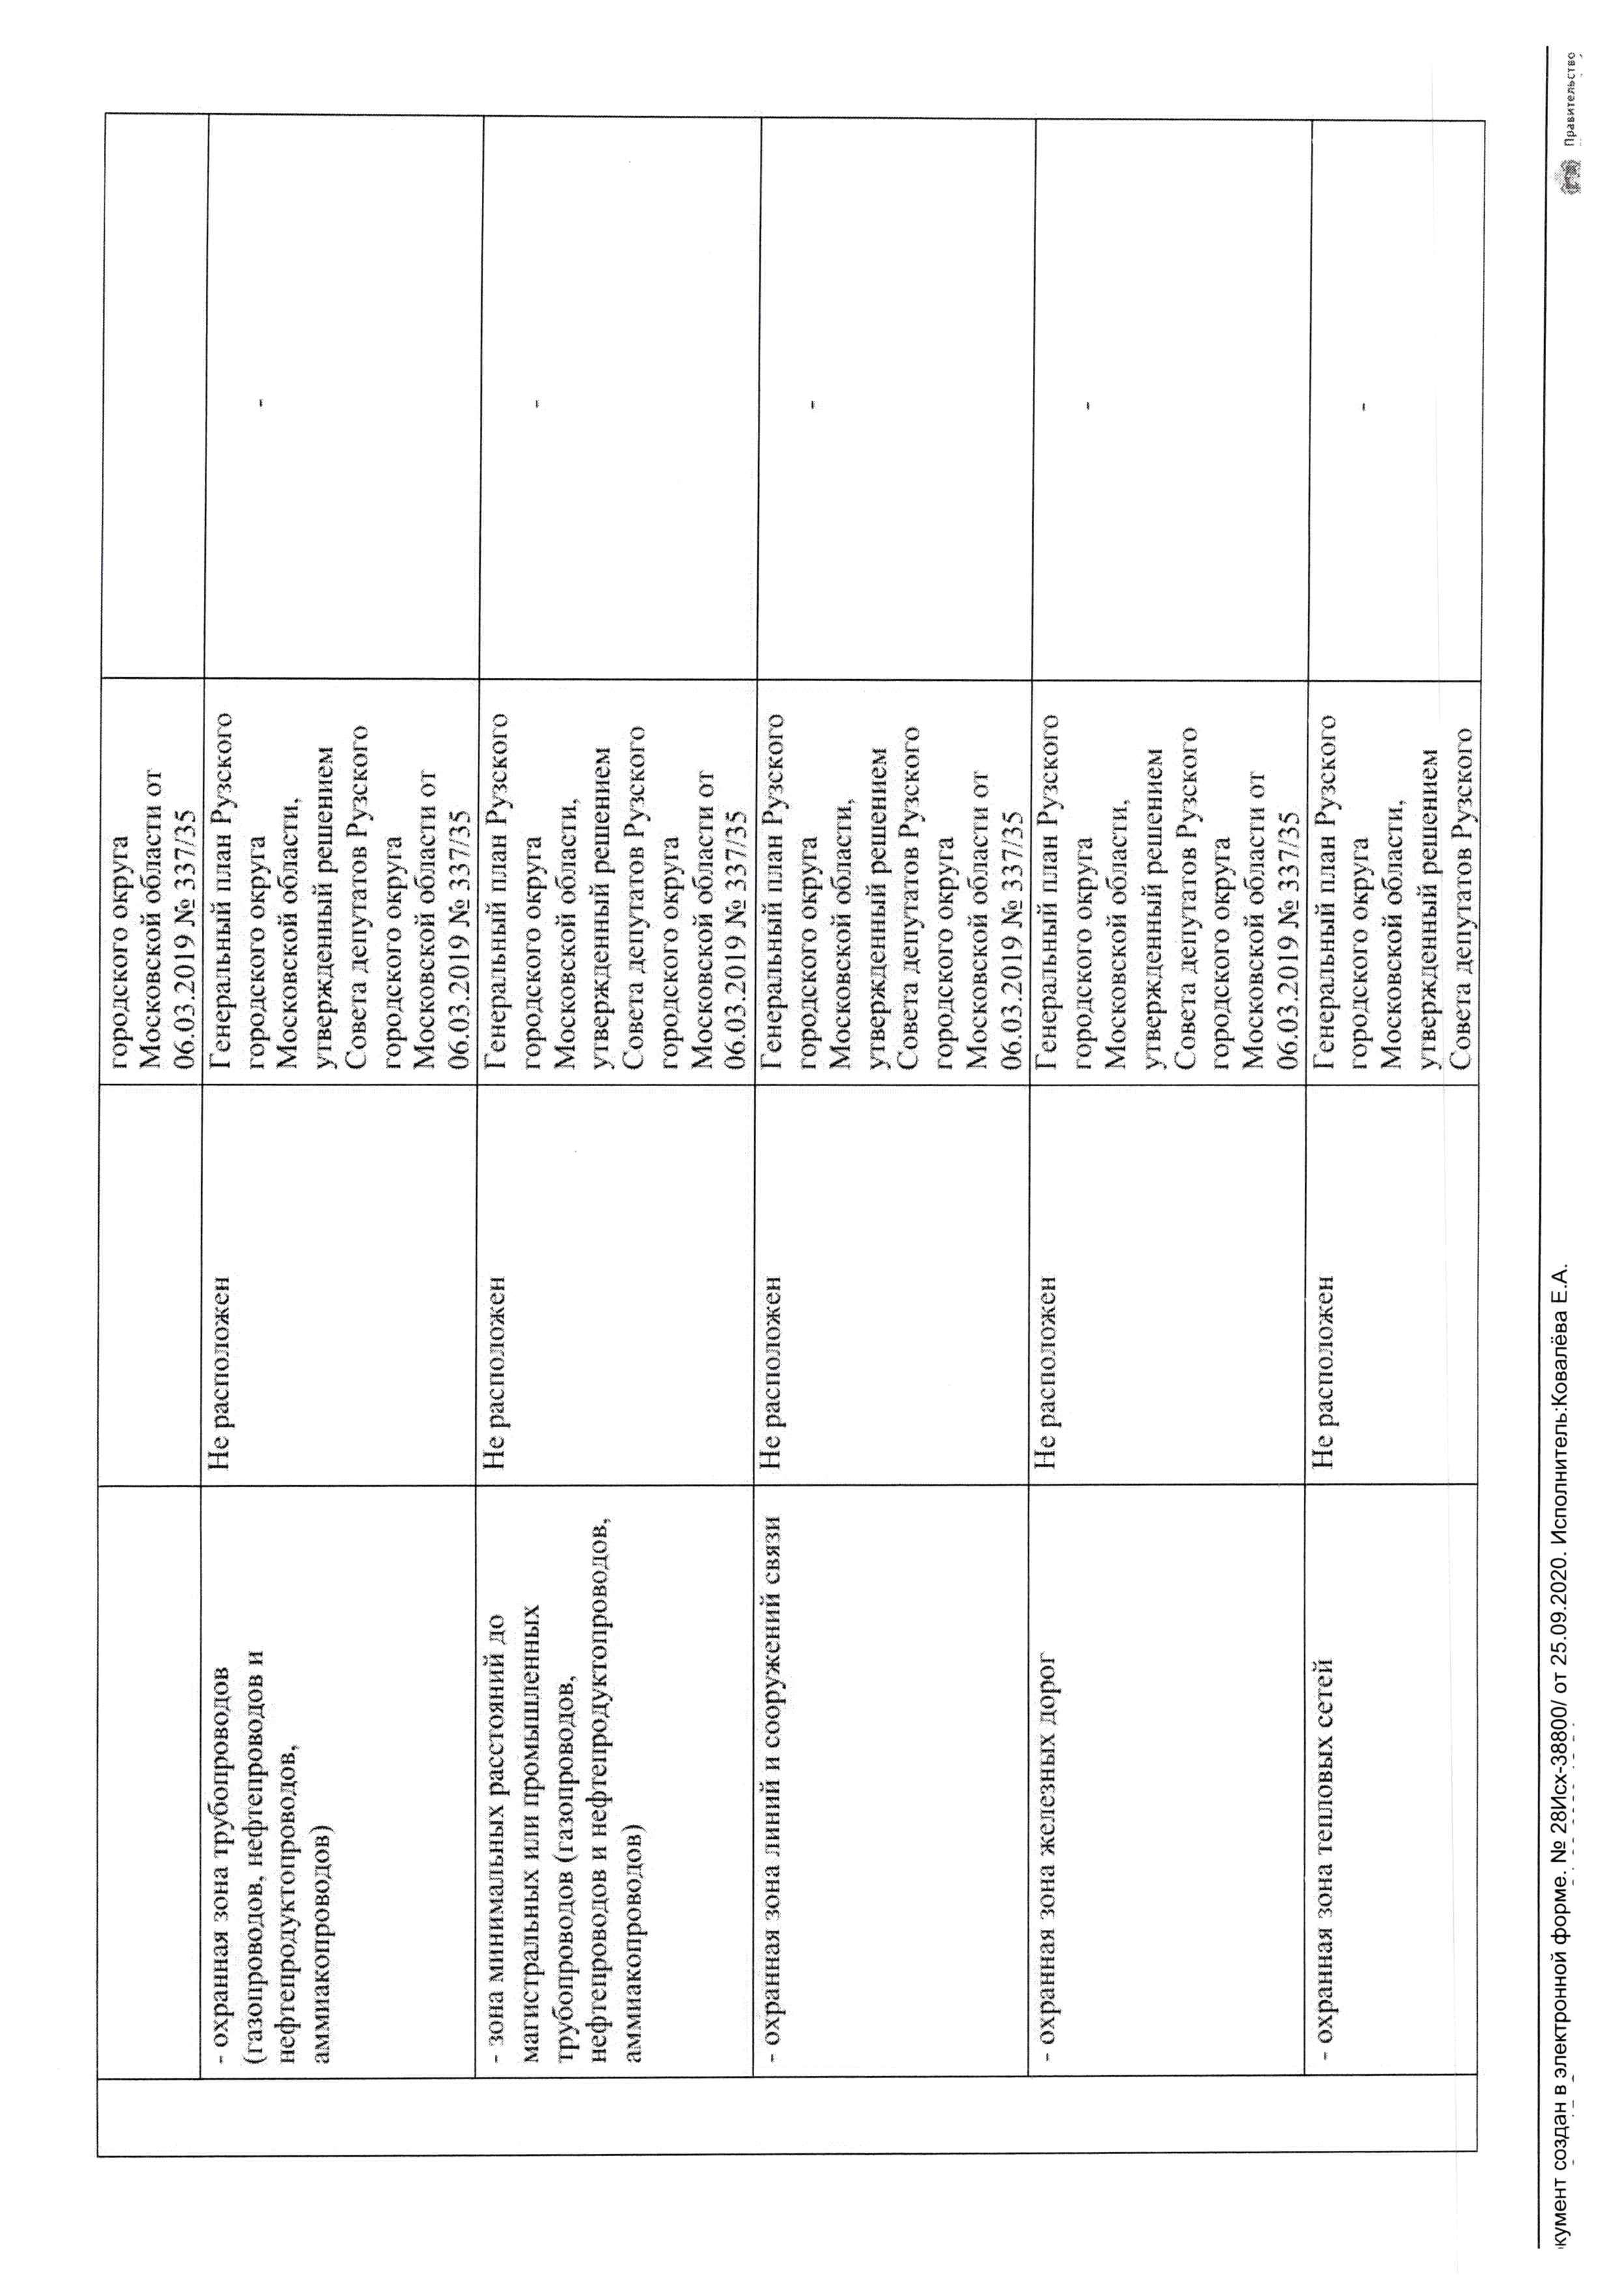 городского округа
Московской области от
06.03.2019 № 337/35
- охранная зона трубопроводов
(газопроводов, нефтепроводов и
нефтепродуктопроводов,
аммиакопроводов)
Не расположен
Генеральный план Рузского
городского округа
Московской области,
утвержденный решением
Совета депутатов Рузского
городского округа
Московской области от
06.03.2019 № 337/35
-
- зона минимальных расстояний до
магистральных или промышленных
трубопроводов (газопроводов,
нефтепроводов и нефтепродуктопроводов,
аммиакопроводов)
Не расположен
Генеральный план Рузского
городского округа
Московской области,
утвержденный решением
Совета депутатов Рузского
городского округа
Московской области от
06.03.2019 № 337/35
-
- охранная зона линий и сооружений связи
Не расположен
Генеральный план Рузского
городского округа
Московской области,
утвержденный решением
Совета депутатов Рузского
городского округа
Московской области от
06.03.2019 № 337/35
-
- охранная зона железных дорог
Не расположен
Генеральный план Рузского
городского округа
Московской области,
утвержденный решением
Совета депутатов Рузского
городского округа
Московской области от
06.03.2019 № 337/35
-
- охранная зона тепловых сетей
Не расположен
Генеральный план Рузского
городского округа
Московской области,
утвержденный решением
Совета депутатов Рузского
-
кумент создан в электронной форме. № 28Исх-38800/ от 25.09.2020. Исполнитель:Ковалёва Е.А.
Правительство